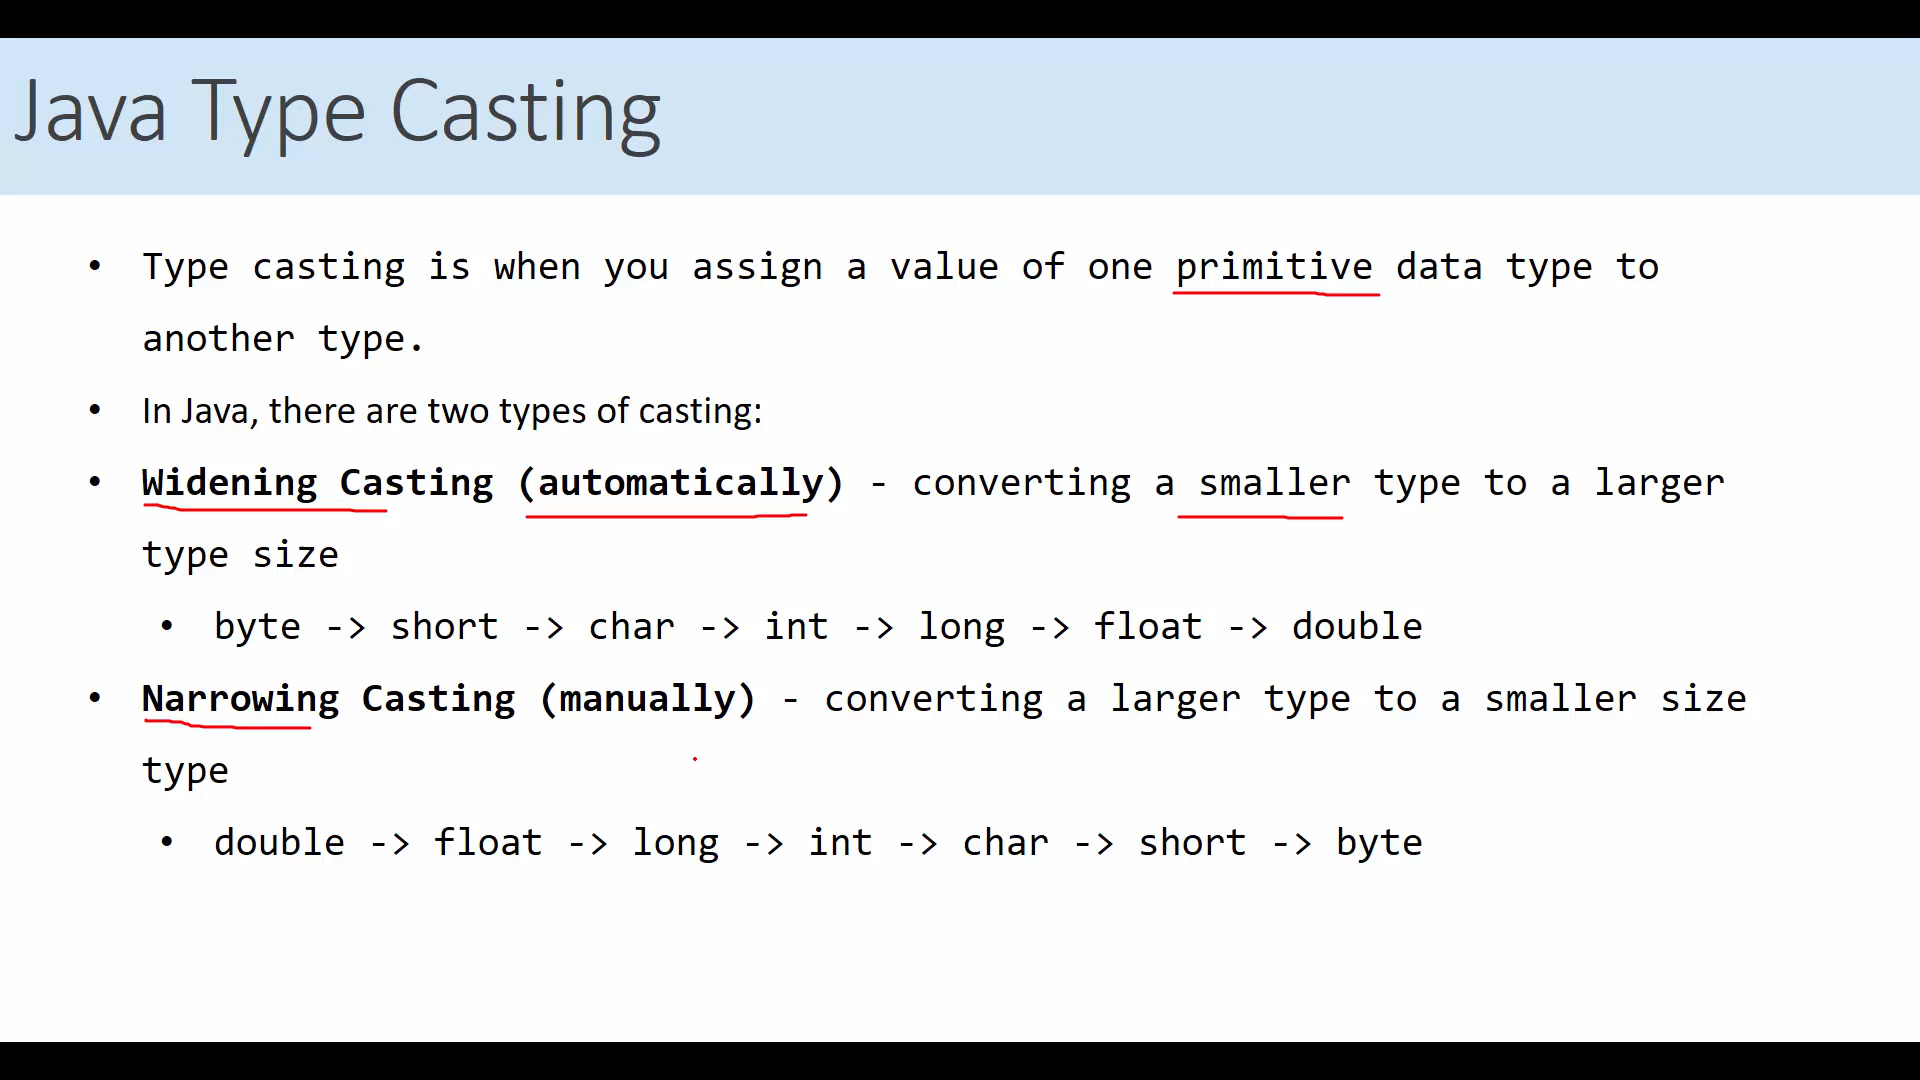 Java Type Casting
• Type casting is when you assign a value of one primitive data type to
another type.
• In Java, there are two types of casting:
• Widening Casting (automatically) - converting a smaller type to a larger
type size
• byte -> short -> char -> int -> long -> float -> double
• Narrowing Casting (manually) - converting a larger type to a smaller size
type
• double -> float -> long -> int -> char -> short -> byte